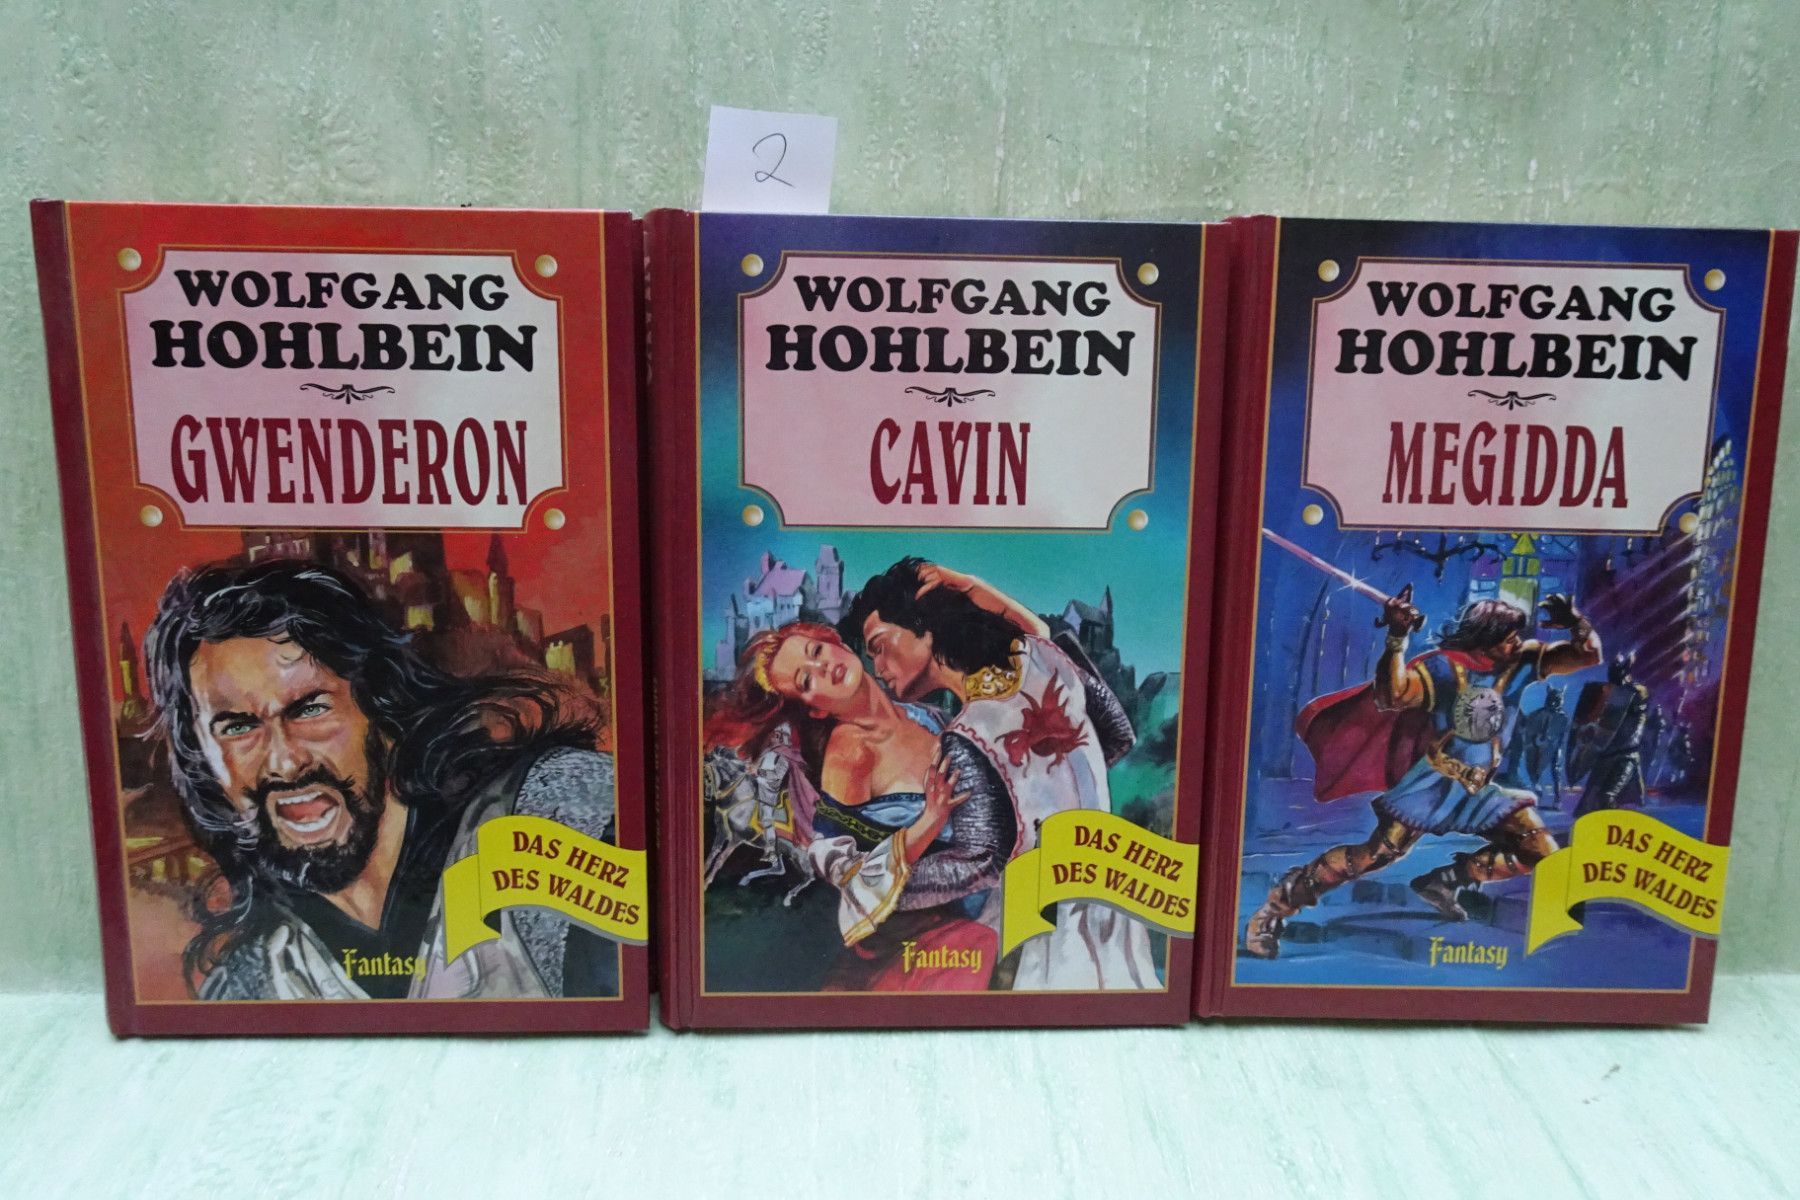 2
WOLFGANG
HOHLBEIN
GWENDERON
DAS HERZ
DES WALDES
Fantasy
WOLFGANG
HOHLBEIN
CAVIN
DAS HERZ
DES WALDES
Fantasy
WOLFGANG
HOHLBEIN
MEGIDDA
DAS HERZ
DES WALDES
Fantasy